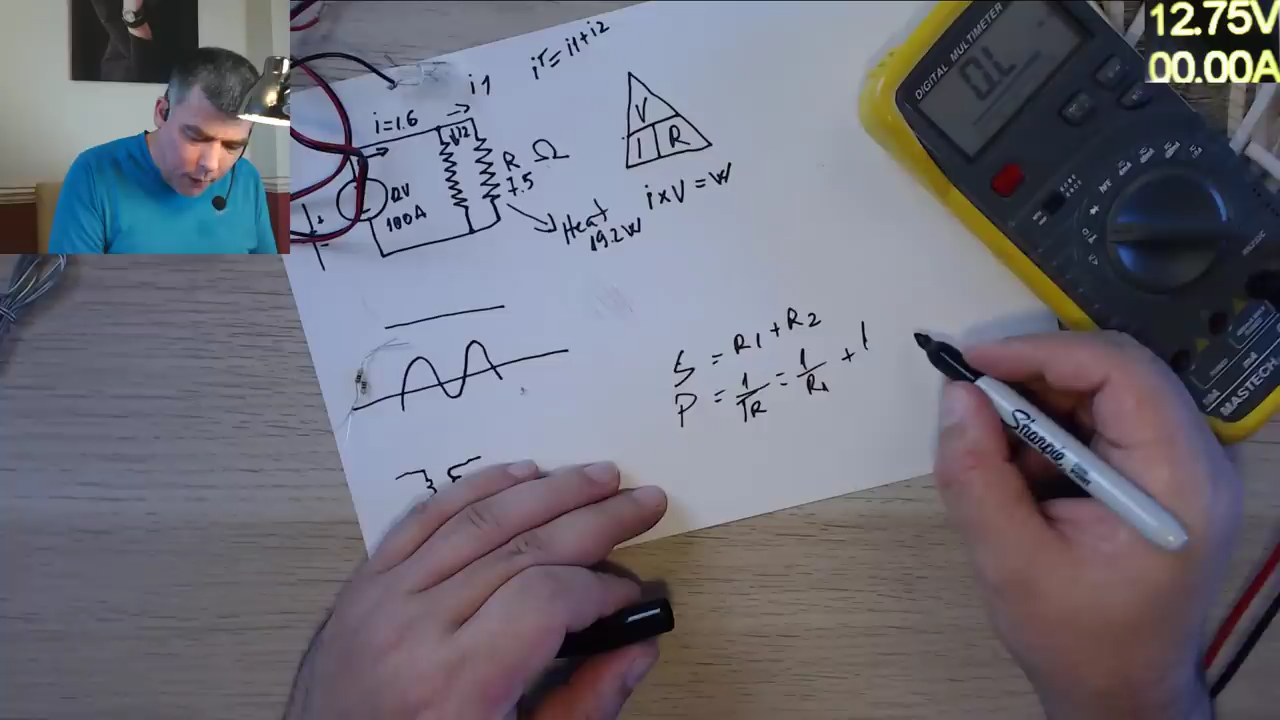 12.75V
00.00A
DIGITAL MULTIMETER
OL
MASTECH
Sharpie
i1
iT = i1+i2
i=1.6
R
Ω
7.5
12V
100A
Heat
19.2W
V
I
R
i×V=W
S = R1+R2
P = 1/TR = 1/R1 + 1